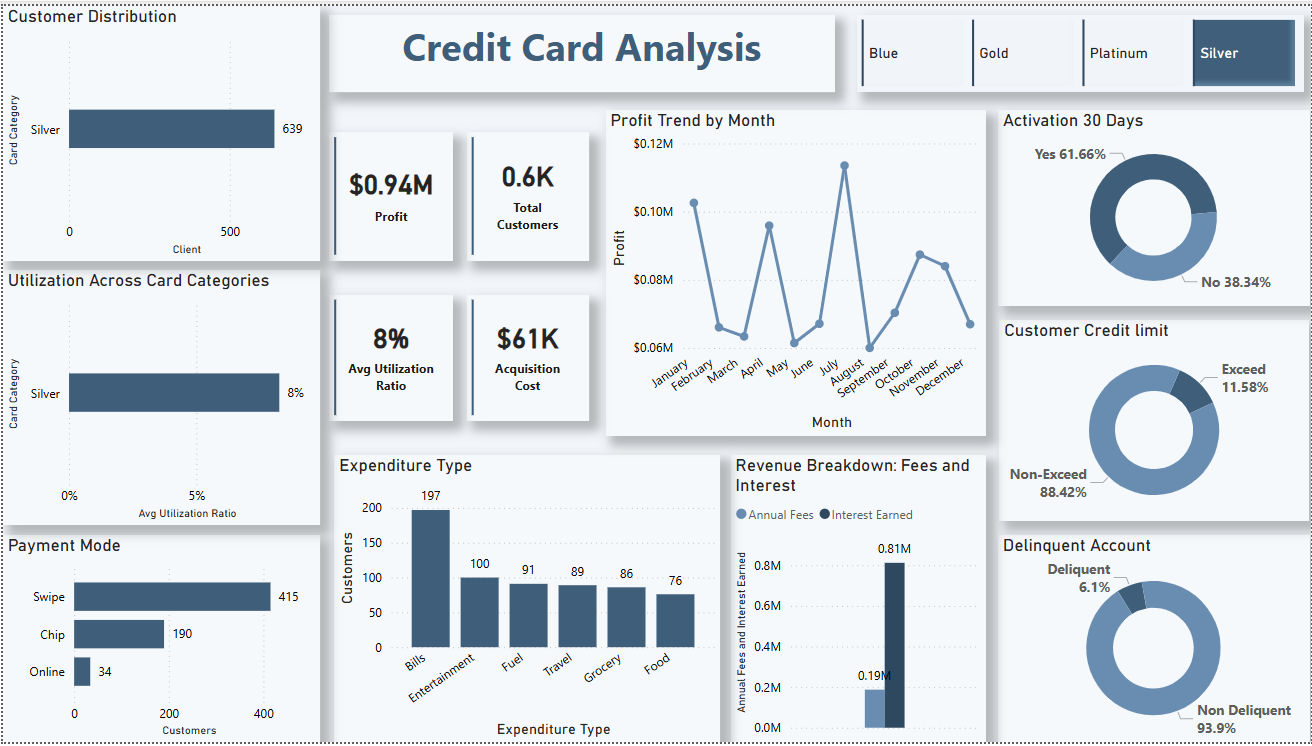 Customer Distribution
Card Category
Silver
639
0
500
Client
Credit Card Analysis
Blue
Gold
Platinum
Silver
$0.94M
Profit
0.6K
Total
Customers
8%
Avg Utilization
Ratio
$61K
Acquisition
Cost
Profit Trend by Month
Profit
$0.12M
$0.10M
$0.08M
$0.06M
January
February
March
April
May
June
July
August
September
October
November
December
Month
Activation 30 Days
Yes 61.66%
No 38.34%
Utilization Across Card Categories
Card Category
Silver
8%
0%
5%
Avg Utilization Ratio
Customer Credit limit
Exceed
11.58%
Non-Exceed
88.42%
Payment Mode
Swipe
415
Chip
190
Online
34
0
200
400
Customers
Expenditure Type
Customers
200
150
100
50
0
197
100
91
89
86
76
Bills
Entertainment
Fuel
Travel
Grocery
Food
Expenditure Type
Revenue Breakdown: Fees and
Interest
Annual Fees
Interest Earned
Annual Fees and Interest Earned
0.8M
0.6M
0.4M
0.2M
0.0M
0.19M
0.81M
Delinquent Account
Deliquent
6.1%
Non Deliquent
93.9%